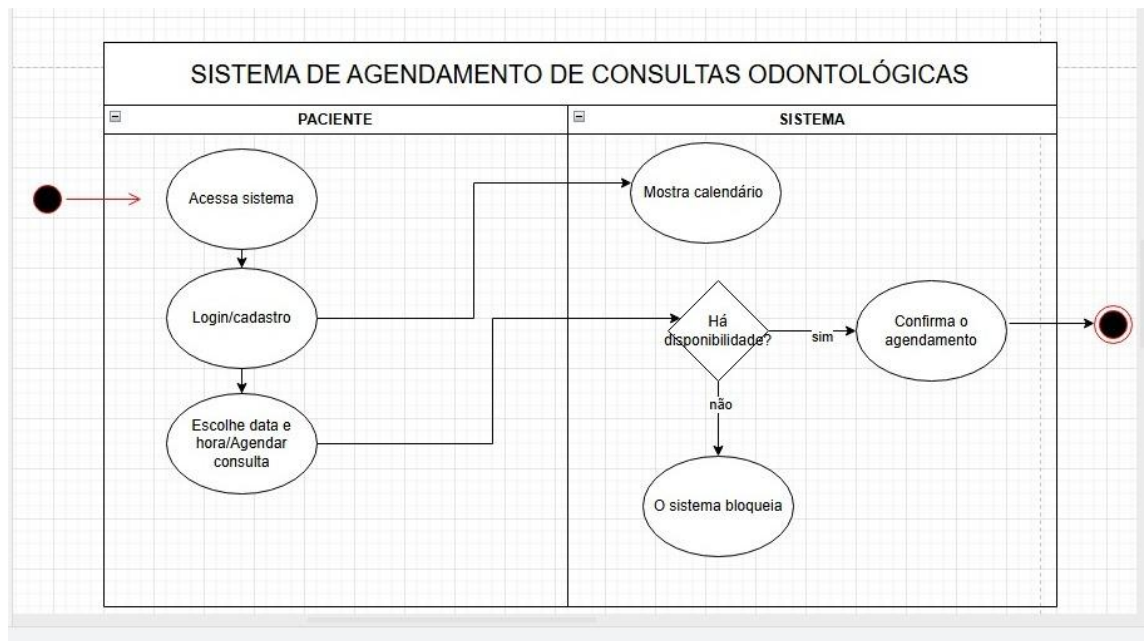 SISTEMA DE AGENDAMENTO DE CONSULTAS ODONTOLÓGICAS
PACIENTE
SISTEMA
Acessa sistema
Mostra calendário
Login/cadastro
Há
disponibilidade?
sim
Confirma o
agendamento
não
Escolhe data e
hora/Agendar
consulta
O sistema bloqueia